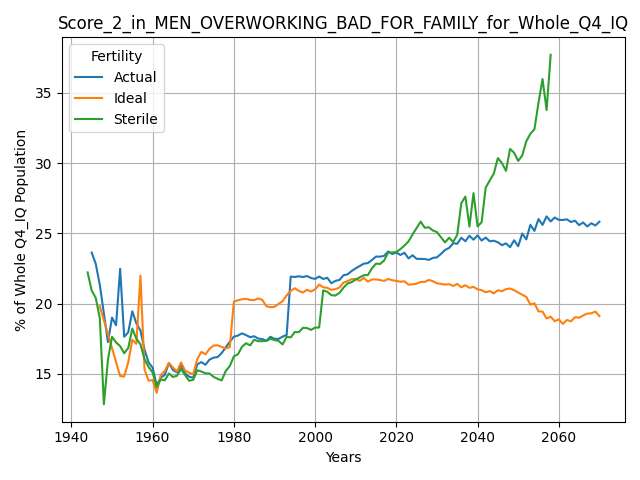 Score_2_in_MEN_OVERWORKING_BAD_FOR_FAMILY_for_Whole_Q4_IQ
Fertility
Actual
Ideal
Sterile
% of Whole Q4_IQ Population
35
30
25
20
15
1940
1960
1980
2000
2020
2040
2060
Years